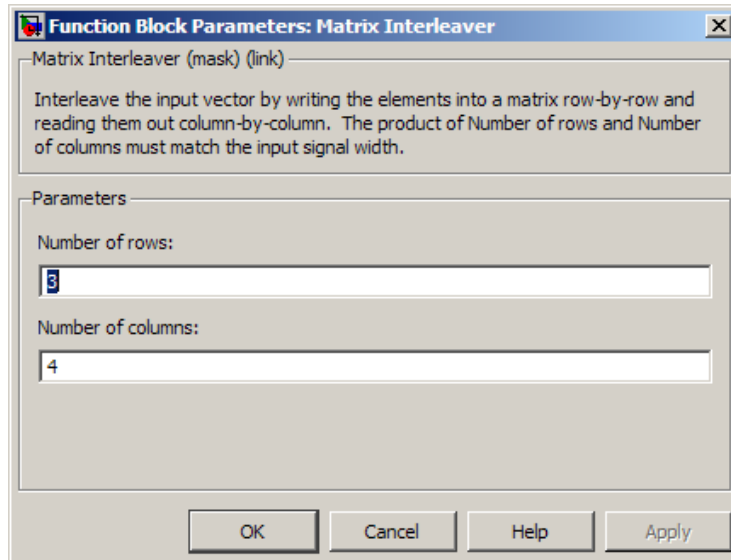 Function Block Parameters: Matrix Interleaver
Matrix Interleaver (mask) (link)
Interleave the input vector by writing the elements into a matrix row-by-row and
reading them out column-by-column.  The product of Number of rows and Number
of columns must match the input signal width.
Parameters
Number of rows:
3
Number of columns:
4
OK Cancel Help Apply